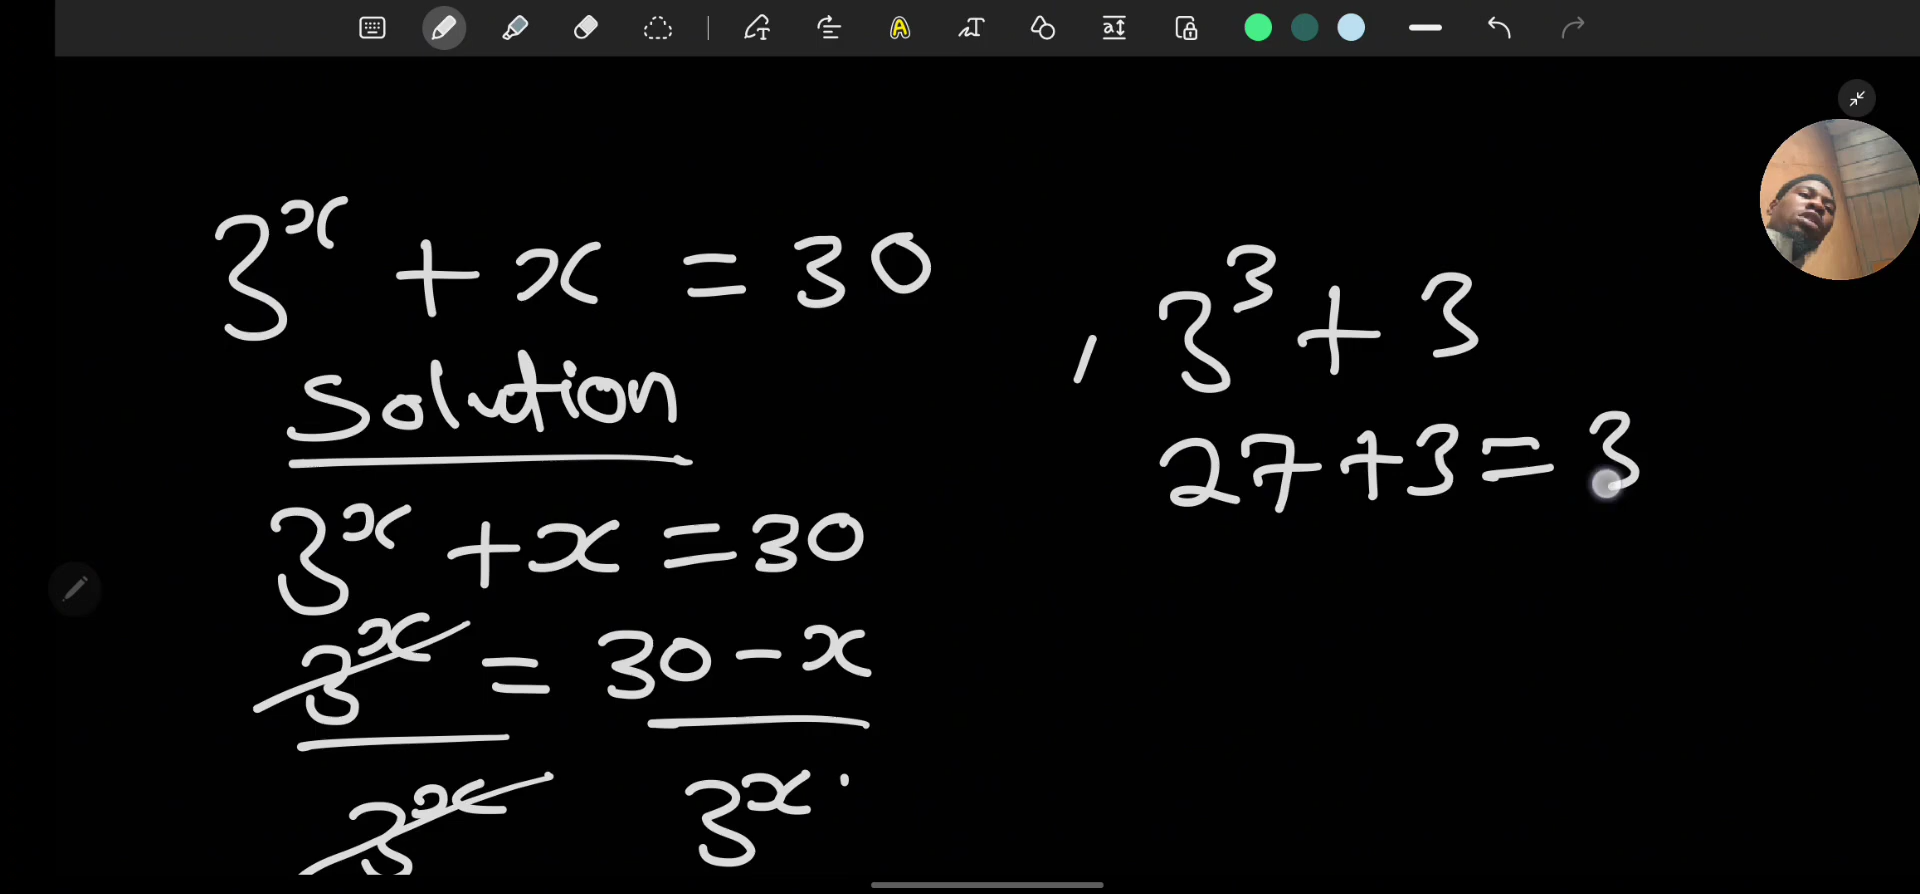 3^x + x = 30
Solution
3^x + x = 30
3^x = 30 - x
3^x 3^x .
, 3^3 + 3
27 + 3 = 3